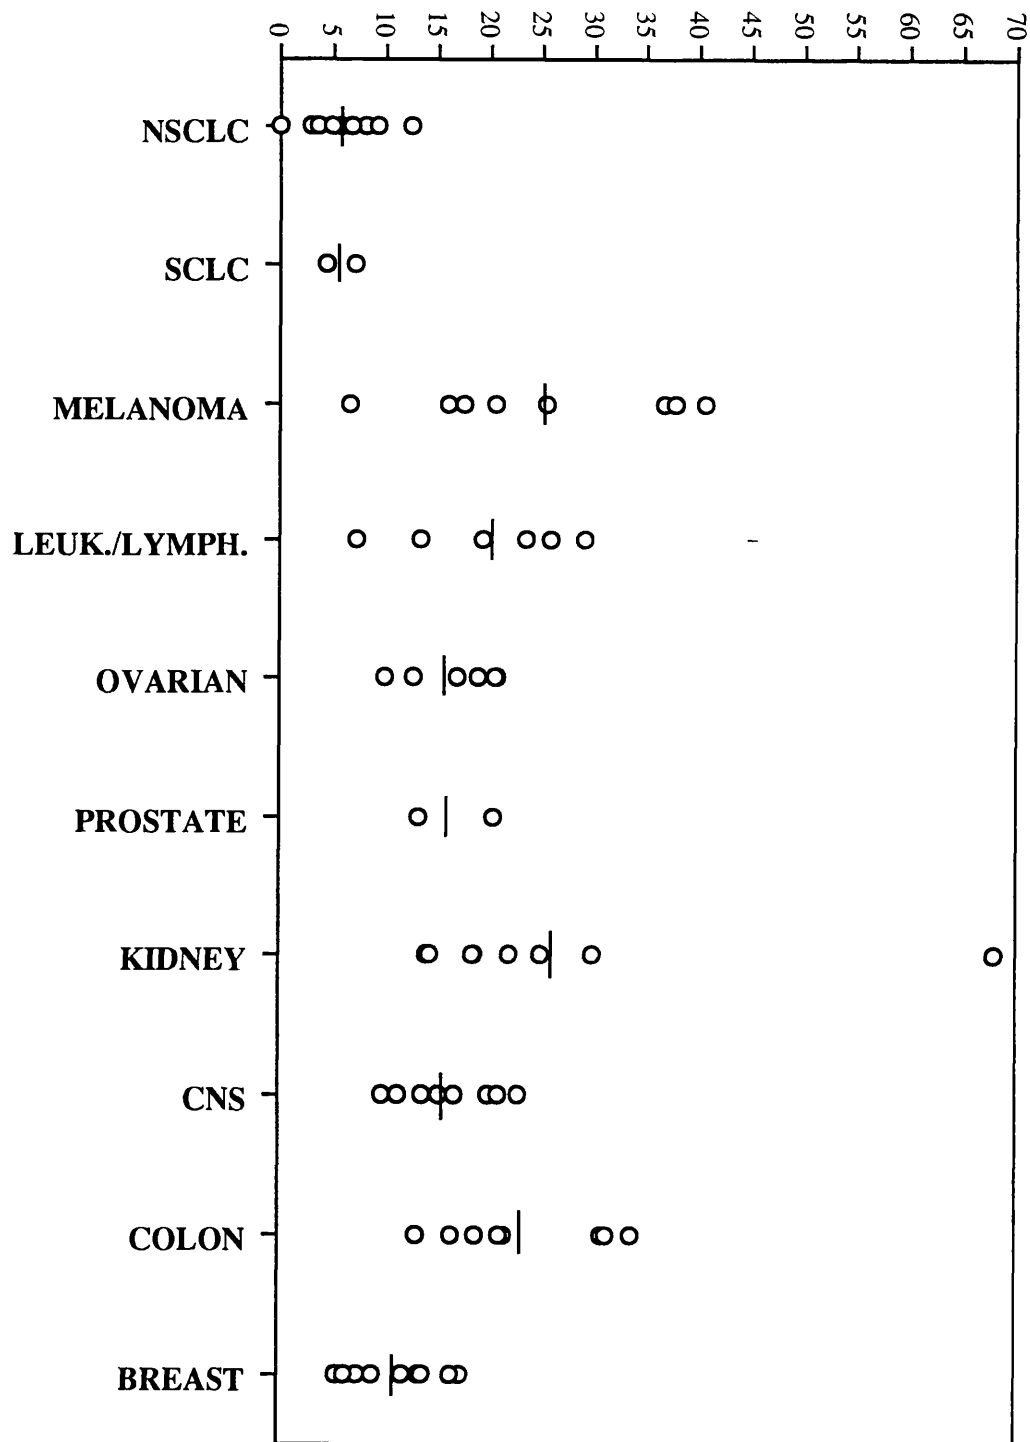 0 5 10 15 20 25 30 35 40 45 50 55 60 65 70
NSCLC
SCLC
MELANOMA
LEUK./LYMPH.
OVARIAN
PROSTATE
KIDNEY
CNS
COLON
BREAST